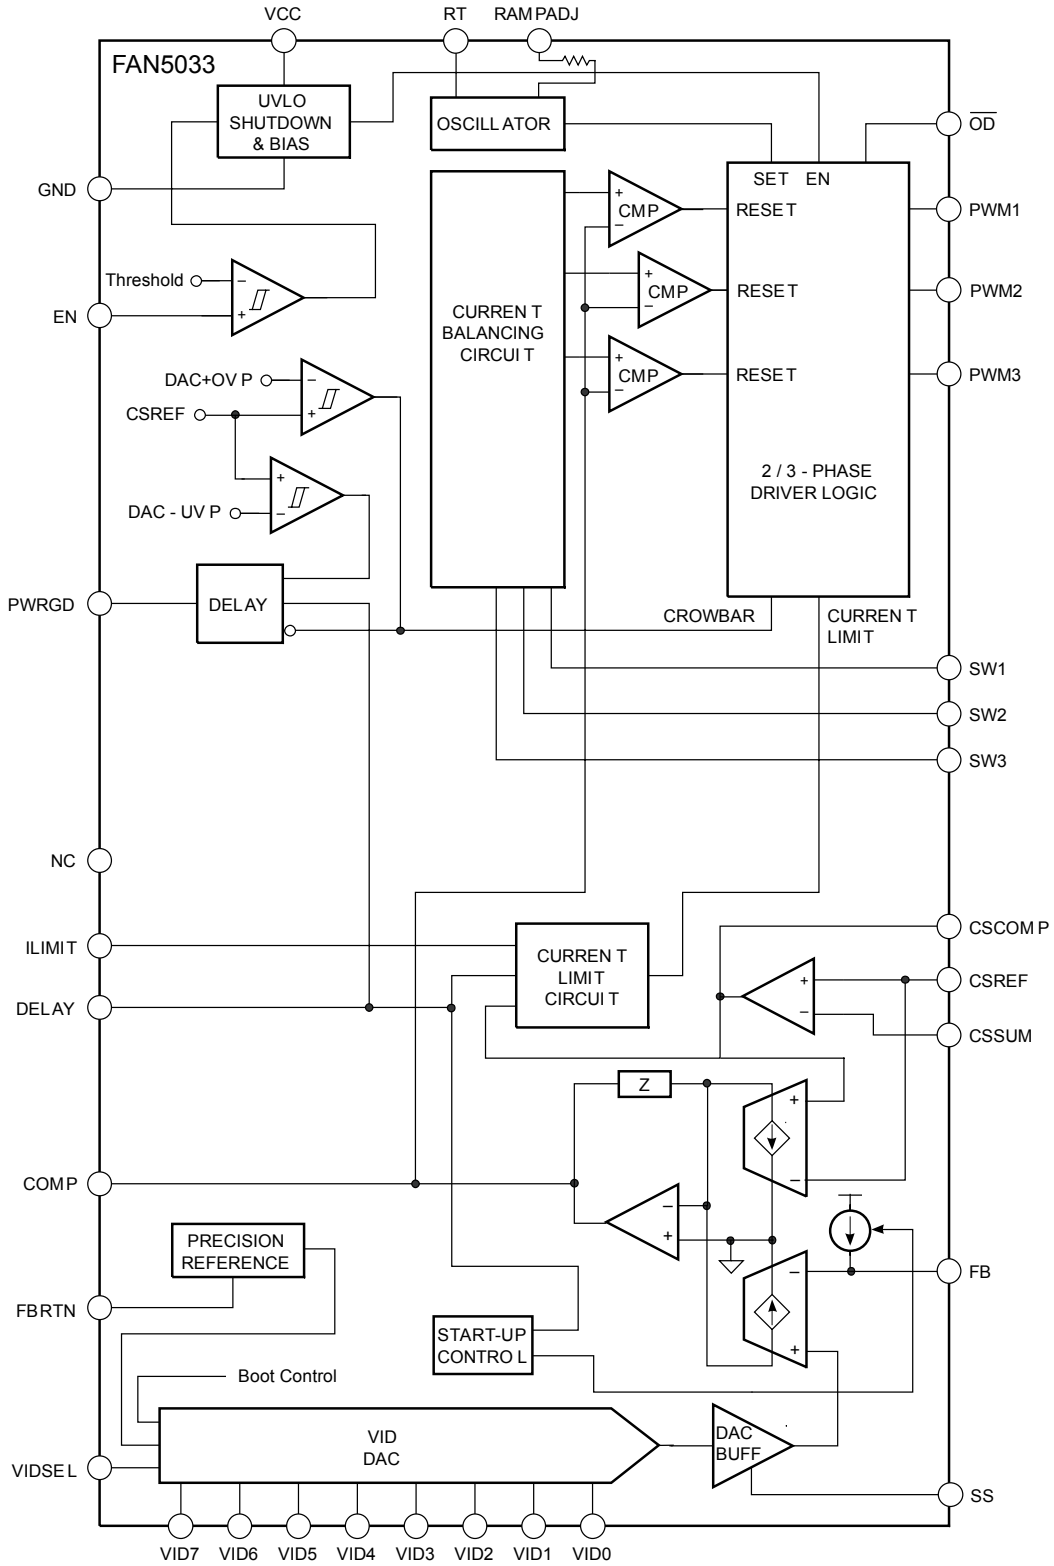 VCC
RT
RAMPADJ
FAN5033
UVLO
SHUTDOWN
& BIAS
OSCILLATOR
OD
GND
SET EN
+
CMP
−
RESET
PWM1
Threshold
−
+
EN
+
CMP
−
RESET
PWM2
CURRENT
BALANCING
CIRCUIT
+
CMP
−
RESET
PWM3
DAC+OVP
−
CSREF
+
2 / 3 - PHASE
DRIVER LOGIC
+
DAC - UVP
−
PWRGD
DELAY
CROWBAR
CURRENT
LIMIT
SW1
SW2
SW3
NC
ILIMIT
CURRENT
LIMIT
CIRCUIT
CSCOMP
DELAY
+
CSREF
−
CSSUM
Z
+
−
COMP
−
+
PRECISION
REFERENCE
−
FB
FBRTN
START-UP
CONTROL
+
Boot Control
VID
DAC
DAC
BUFF
VIDSEL
SS
VID7
VID6
VID5
VID4
VID3
VID2
VID1
VID0